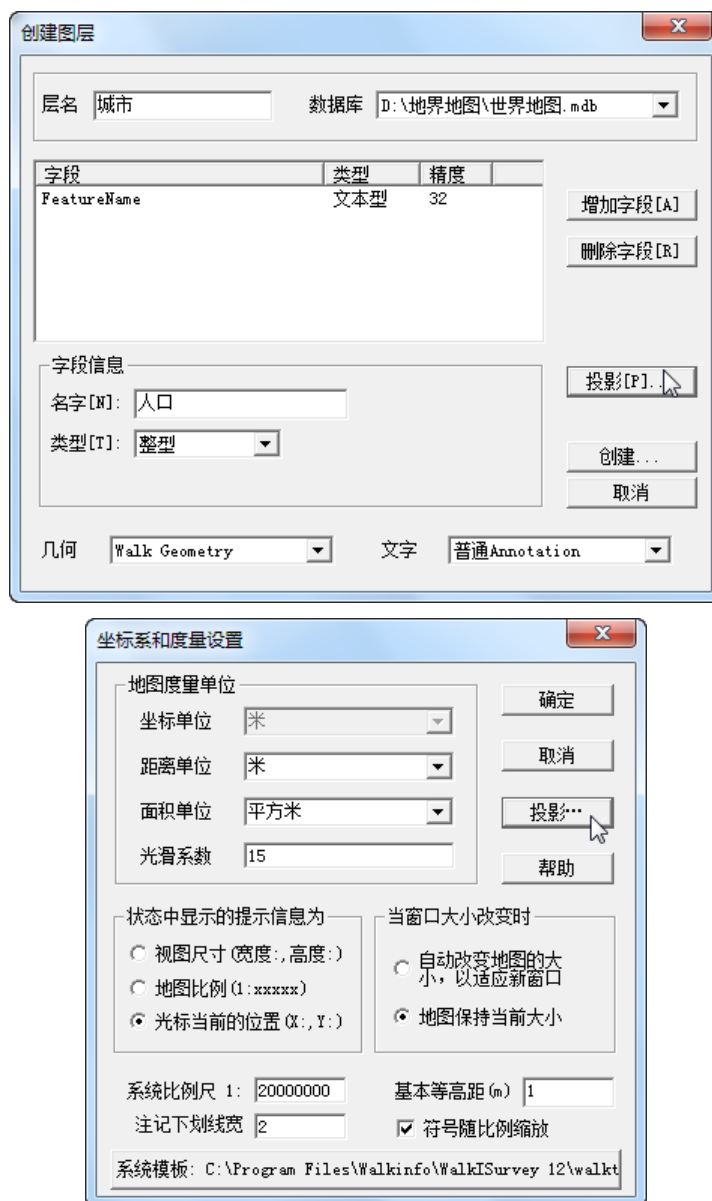 创建图层
层名 城市 数据库 D:\地界地图\世界地图.mdb
字段 类型 精度
FeatureName 文本型 32
增加字段[A]
删除字段[R]
字段信息
投影[P]..
名字[N]: 人口
类型[T]: 整型
创建...
取消
几何 Walk Geometry 文字 普通Annotation
坐标系和度量设置
地图度量单位
确定
坐标单位 米
取消
距离单位 米
面积单位 平方米
投影…
光滑系数 15
帮助
状态中显示的提示信息为
当窗口大小改变时
视图尺寸(宽度:,高度:)
自动改变地图的大
小，以适应新窗口
地图比例(1:xxxxx)
光标当前的位置(X:,Y:)
地图保持当前大小
系统比例尺 1: 20000000 基本等高距(m) 1
注记下划线宽 2 符号随比例缩放
系统模板: C:\Program Files\Walkinfo\WalkISurvey 12\walkt